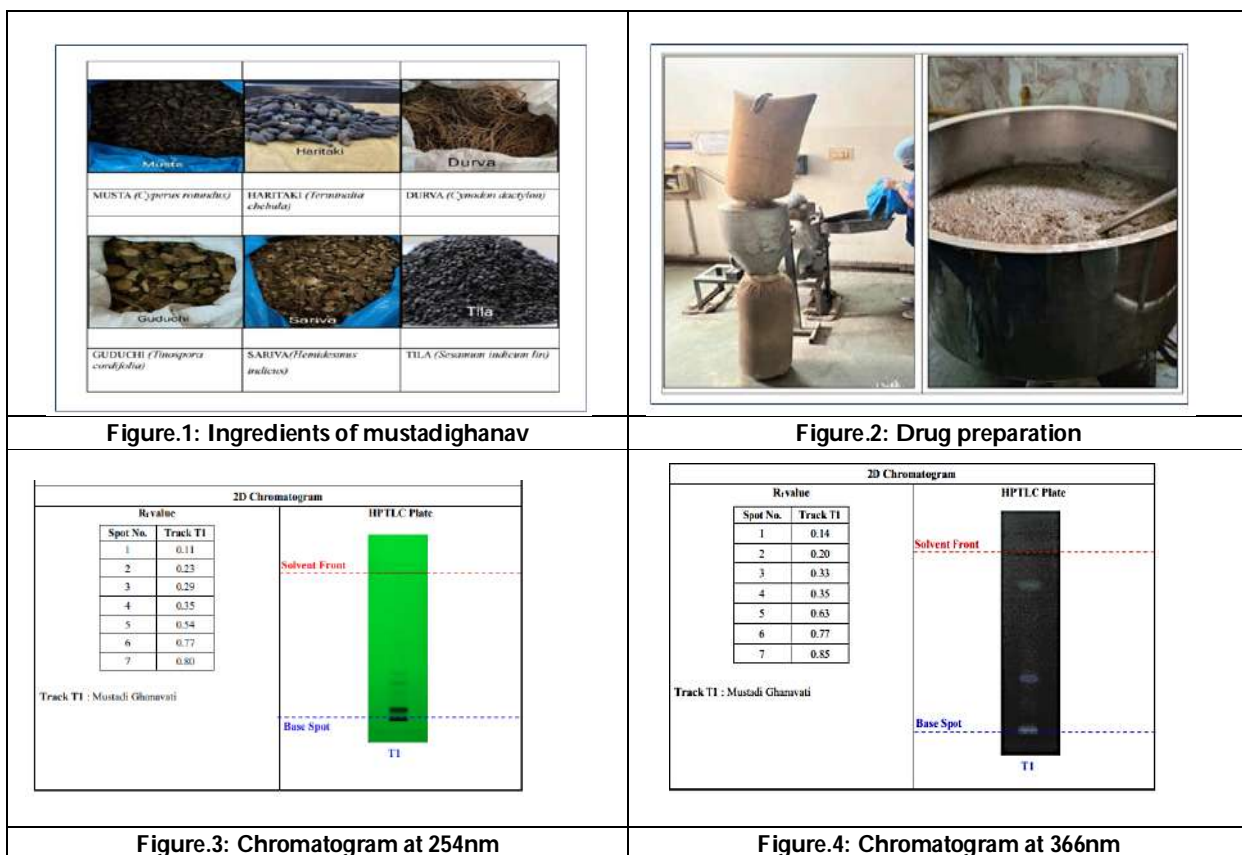 Musta
Haritaki
Durva
MUSTA (Cyperus rotundus)
HARITAKI (Terminalia
chebula)
DURVA (Cynodon dactylon)
Guduchi
Sariva
Tila
GUDUCHI (Tinospora
cordifolia)
SARIVA(Hemidesmus
indicus)
TILA (Sesamum indicum lin)
Figure.1: Ingredients of mustadighanav
Figure.2: Drug preparation
2D Chromatogram
Rf value
HPTLC Plate
Spot No. Track T1
1 0.11
2 0.23
3 0.29
4 0.35
5 0.54
6 0.77
7 0.80
Solvent Front
Track T1 : Mustadi Ghanavati
Base Spot
T1
Figure.3: Chromatogram at 254nm
2D Chromatogram
Rf value
HPTLC Plate
Spot No. Track T1
1 0.14
2 0.20
3 0.33
4 0.35
5 0.63
6 0.77
7 0.85
Solvent Front
Track T1 : Mustadi Ghanavati
Base Spot
T1
Figure.4: Chromatogram at 366nm